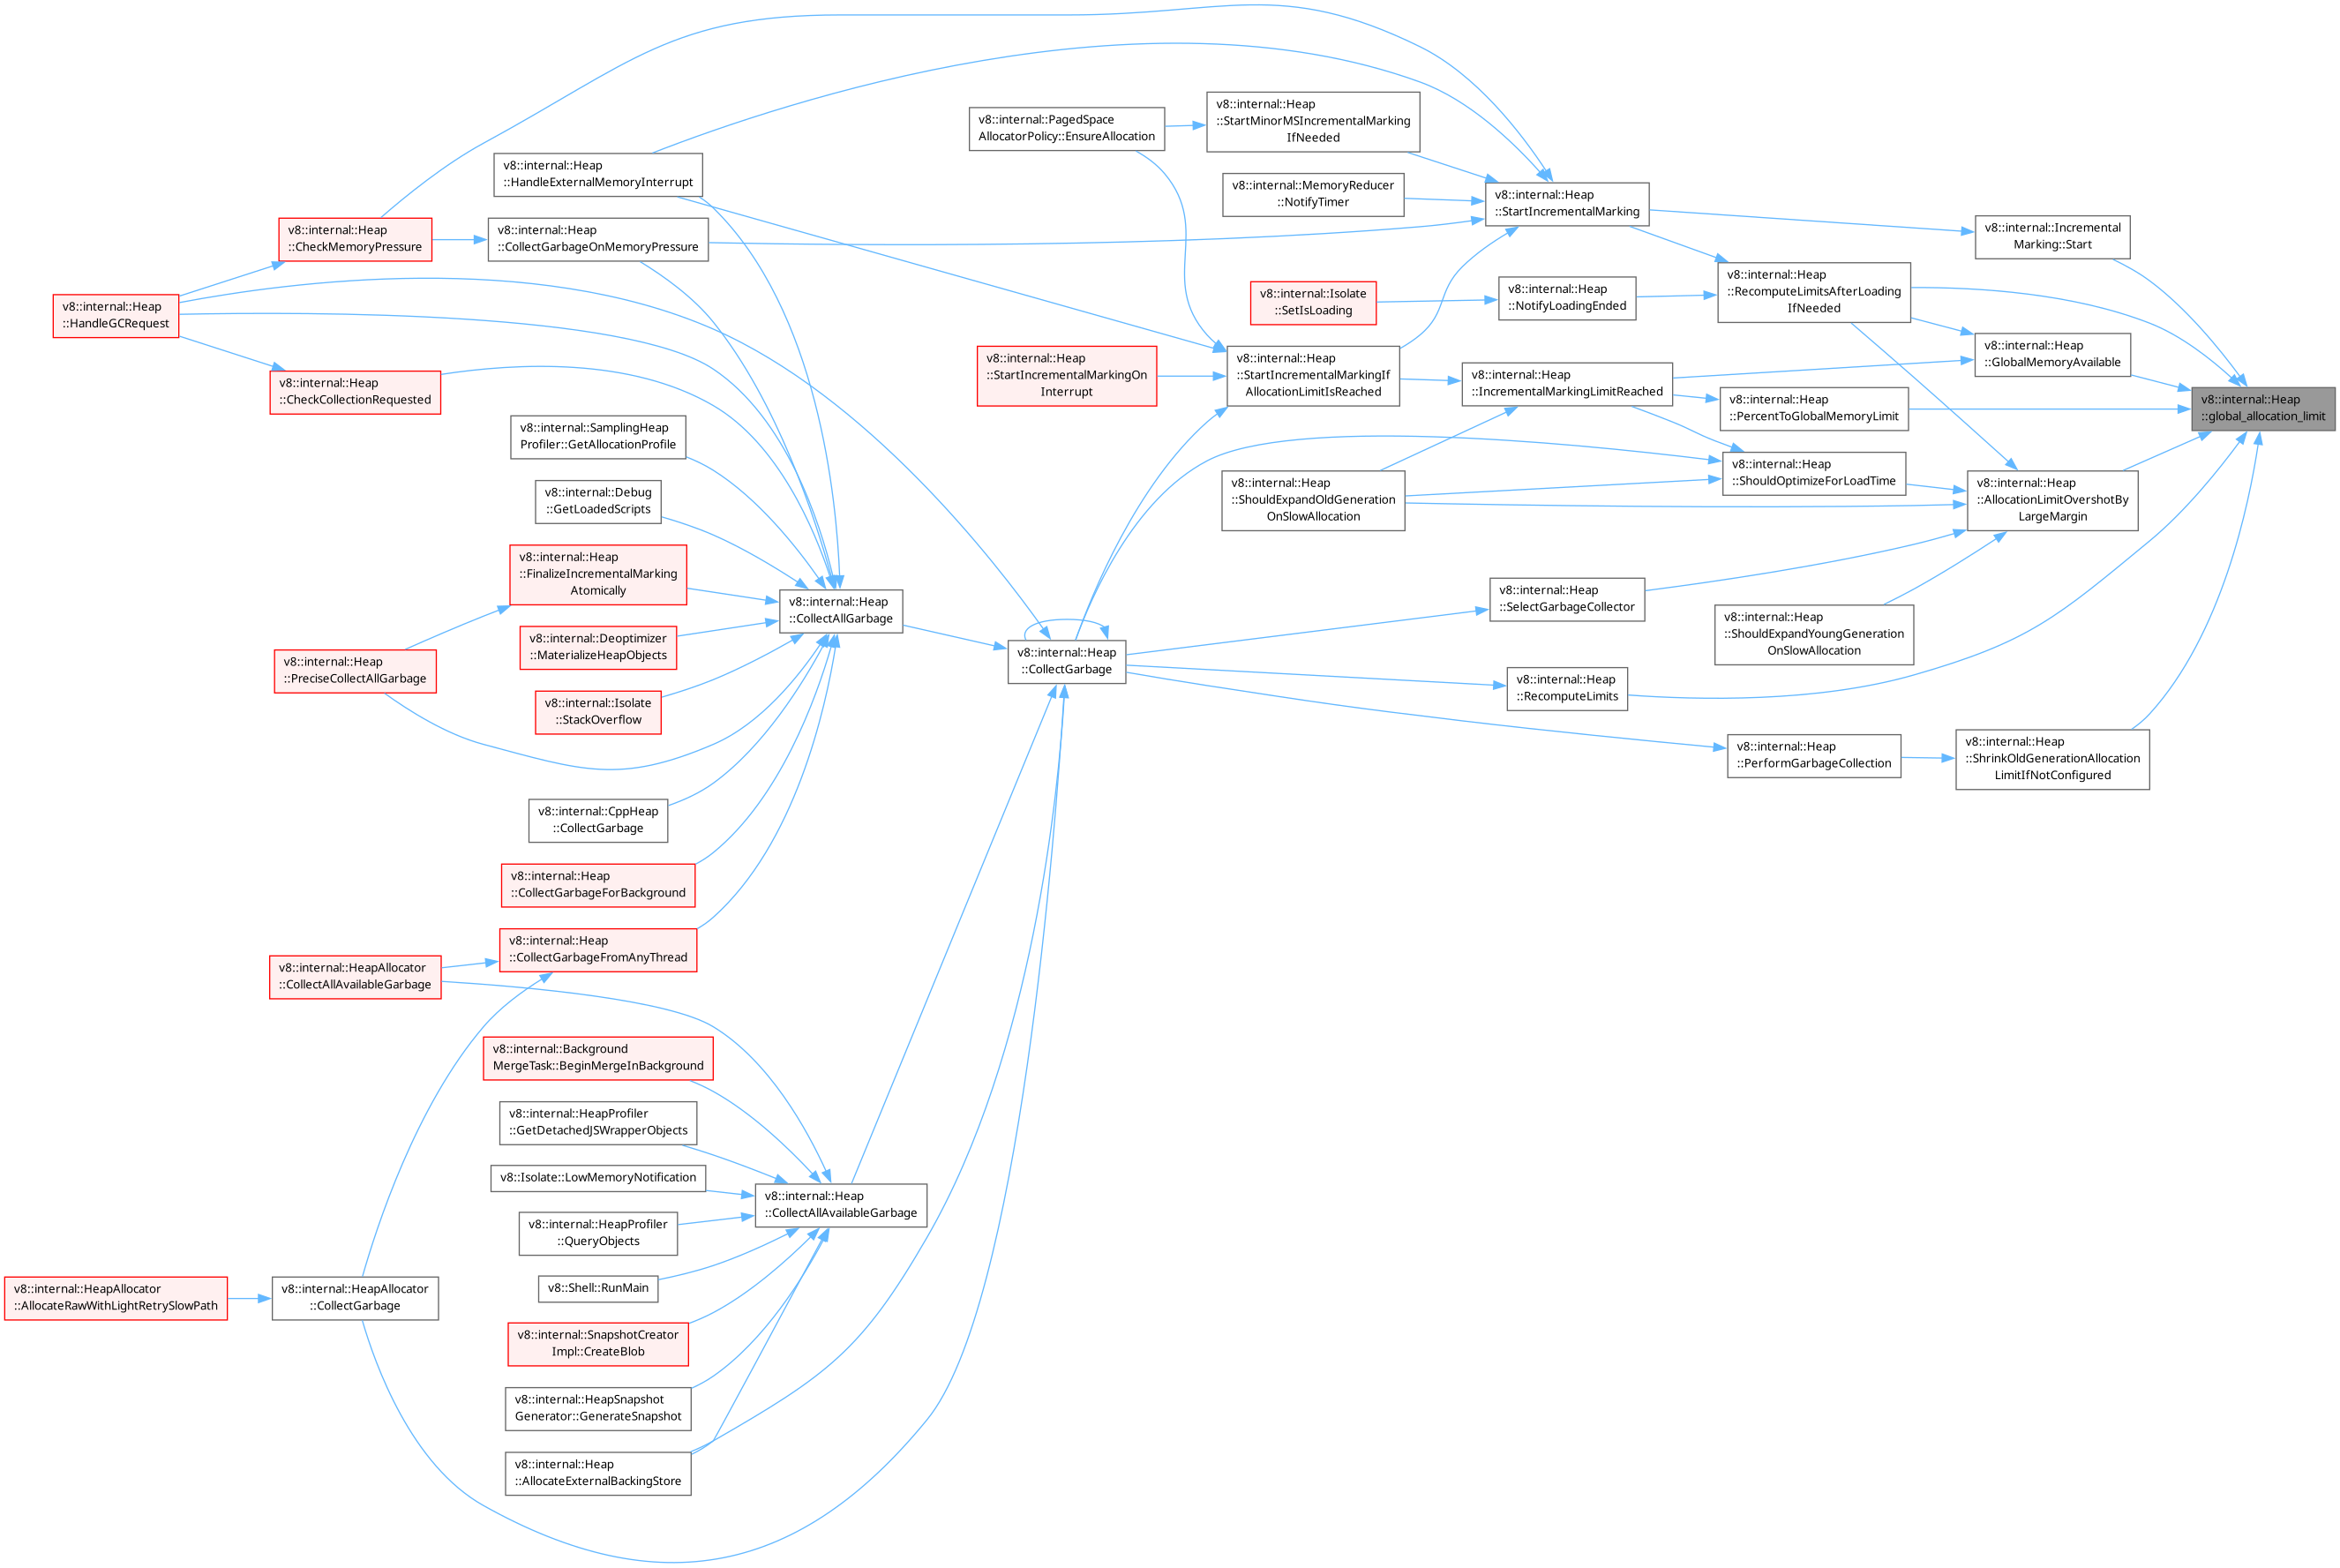 v8::internal::PagedSpace
AllocatorPolicy::EnsureAllocation
v8::internal::Heap
::StartMinorMSIncrementalMarking
IfNeeded
v8::internal::Heap
::HandleExternalMemoryInterrupt
v8::internal::MemoryReducer
::NotifyTimer
v8::internal::Heap
::StartIncrementalMarking
v8::internal::Heap
::CheckMemoryPressure
v8::internal::Heap
::CollectGarbageOnMemoryPressure
v8::internal::Incremental
Marking::Start
v8::internal::Heap
::HandleGCRequest
v8::internal::Isolate
::SetIsLoading
v8::internal::Heap
::NotifyLoadingEnded
v8::internal::Heap
::RecomputeLimitsAfterLoading
IfNeeded
v8::internal::Heap
::GlobalMemoryAvailable
v8::internal::Heap
::CheckCollectionRequested
v8::internal::Heap
::StartIncrementalMarkingOn
Interrupt
v8::internal::Heap
::StartIncrementalMarkingIf
AllocationLimitIsReached
v8::internal::Heap
::IncrementalMarkingLimitReached
v8::internal::Heap
::PercentToGlobalMemoryLimit
v8::internal::Heap
::global_allocation_limit
v8::internal::SamplingHeap
Profiler::GetAllocationProfile
v8::internal::Heap
::ShouldOptimizeForLoadTime
v8::internal::Debug
::GetLoadedScripts
v8::internal::Heap
::ShouldExpandOldGeneration
OnSlowAllocation
v8::internal::Heap
::AllocationLimitOvershotBy
LargeMargin
v8::internal::Heap
::FinalizeIncrementalMarking
Atomically
v8::internal::Heap
::CollectAllGarbage
v8::internal::Heap
::SelectGarbageCollector
v8::internal::Heap
::ShouldExpandYoungGeneration
OnSlowAllocation
v8::internal::Deoptimizer
::MaterializeHeapObjects
v8::internal::Heap
::CollectGarbage
v8::internal::Heap
::PreciseCollectAllGarbage
v8::internal::Isolate
::StackOverflow
v8::internal::Heap
::RecomputeLimits
v8::internal::Heap
::PerformGarbageCollection
v8::internal::Heap
::ShrinkOldGenerationAllocation
LimitIfNotConfigured
v8::internal::CppHeap
::CollectGarbage
v8::internal::Heap
::CollectGarbageForBackground
v8::internal::Heap
::CollectGarbageFromAnyThread
v8::internal::HeapAllocator
::CollectAllAvailableGarbage
v8::internal::Background
MergeTask::BeginMergeInBackground
v8::internal::HeapProfiler
::GetDetachedJSWrapperObjects
v8::Isolate::LowMemoryNotification
v8::internal::Heap
::CollectAllAvailableGarbage
v8::internal::HeapProfiler
::QueryObjects
v8::Shell::RunMain
v8::internal::HeapAllocator
::AllocateRawWithLightRetrySlowPath
v8::internal::HeapAllocator
::CollectGarbage
v8::internal::SnapshotCreator
Impl::CreateBlob
v8::internal::HeapSnapshot
Generator::GenerateSnapshot
v8::internal::Heap
::AllocateExternalBackingStore